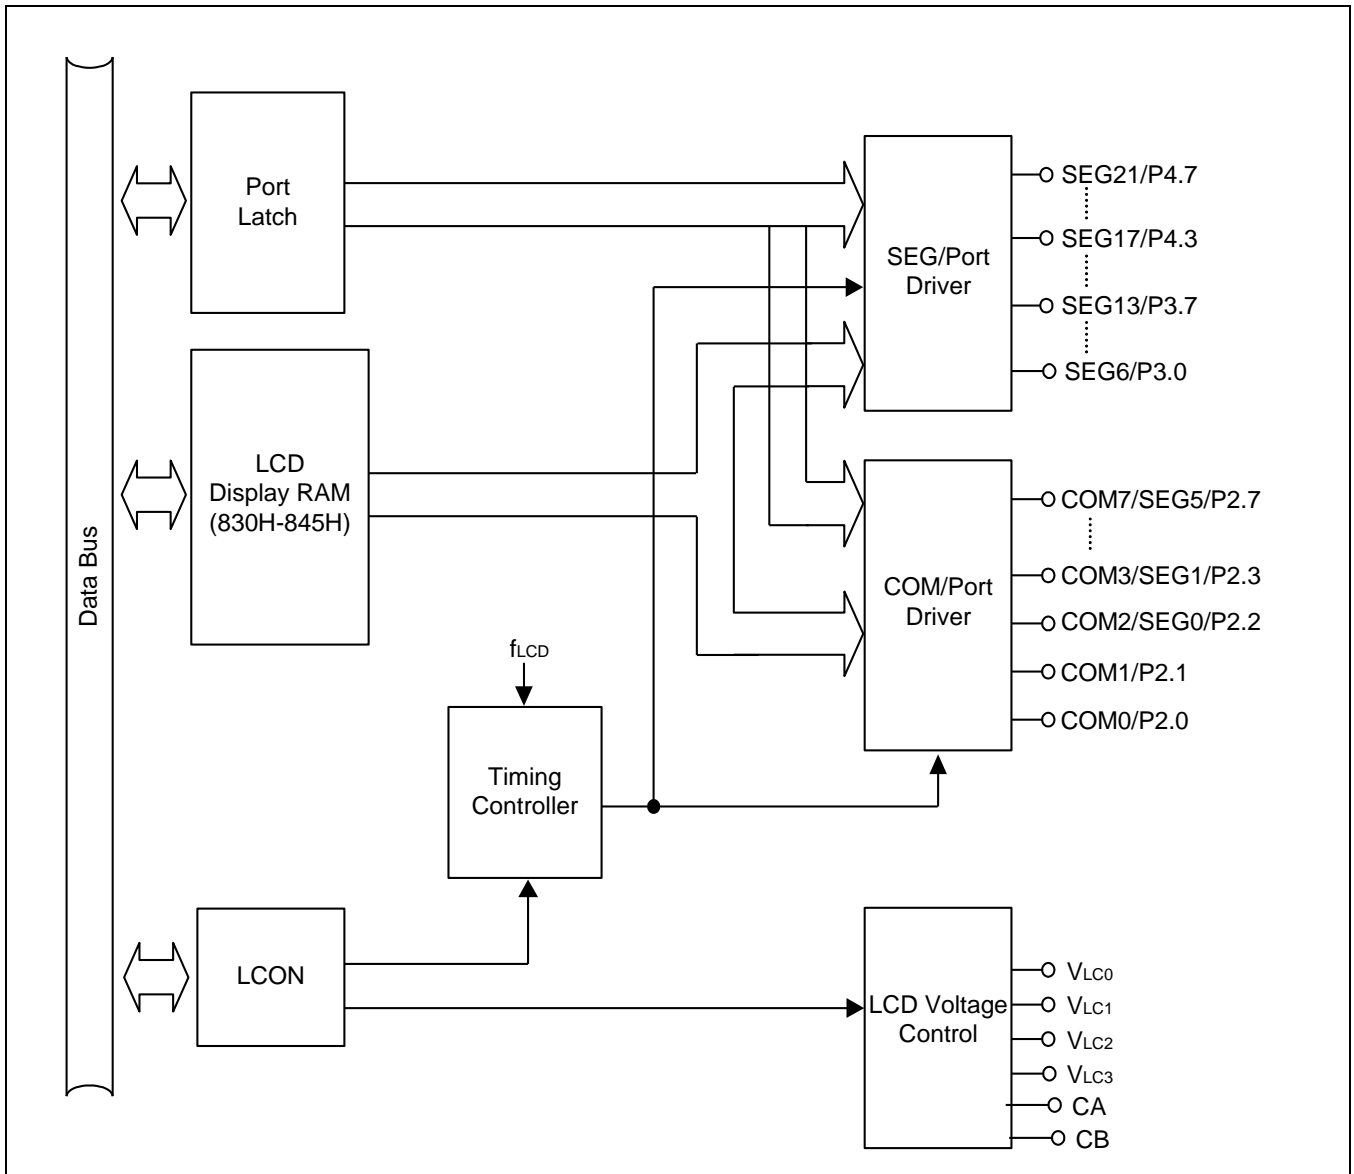 Data Bus
Port
Latch
LCD
Display RAM
(830H-845H)
fLCD
Timing
Controller
LCON
SEG/Port
Driver
SEG21/P4.7
SEG17/P4.3
SEG13/P3.7
SEG6/P3.0
COM/Port
Driver
COM7/SEG5/P2.7
COM3/SEG1/P2.3
COM2/SEG0/P2.2
COM1/P2.1
COM0/P2.0
LCD Voltage
Control
VLC0
VLC1
VLC2
VLC3
CA
CB